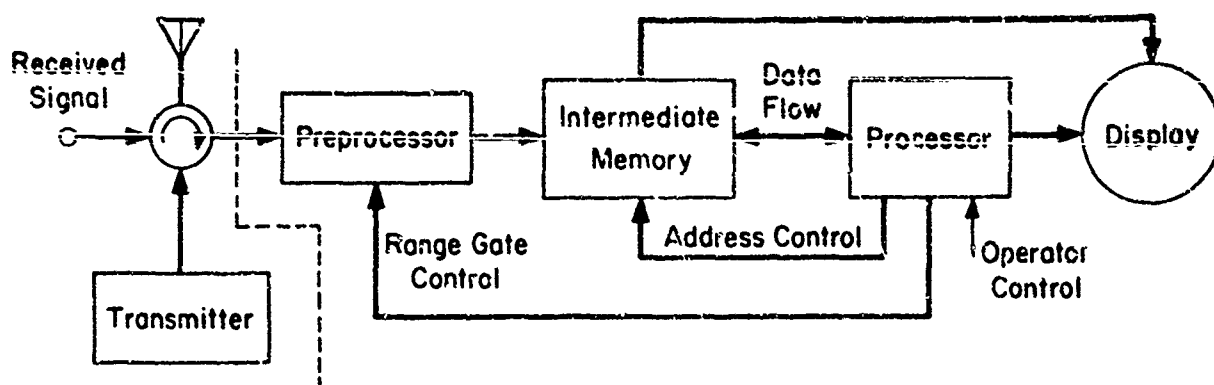 Received
Signal
Preprocessor
Intermediate
Memory
Data
Flow
Processor
Display
Range Gate
Control
Address Control
Operator
Control
Transmitter